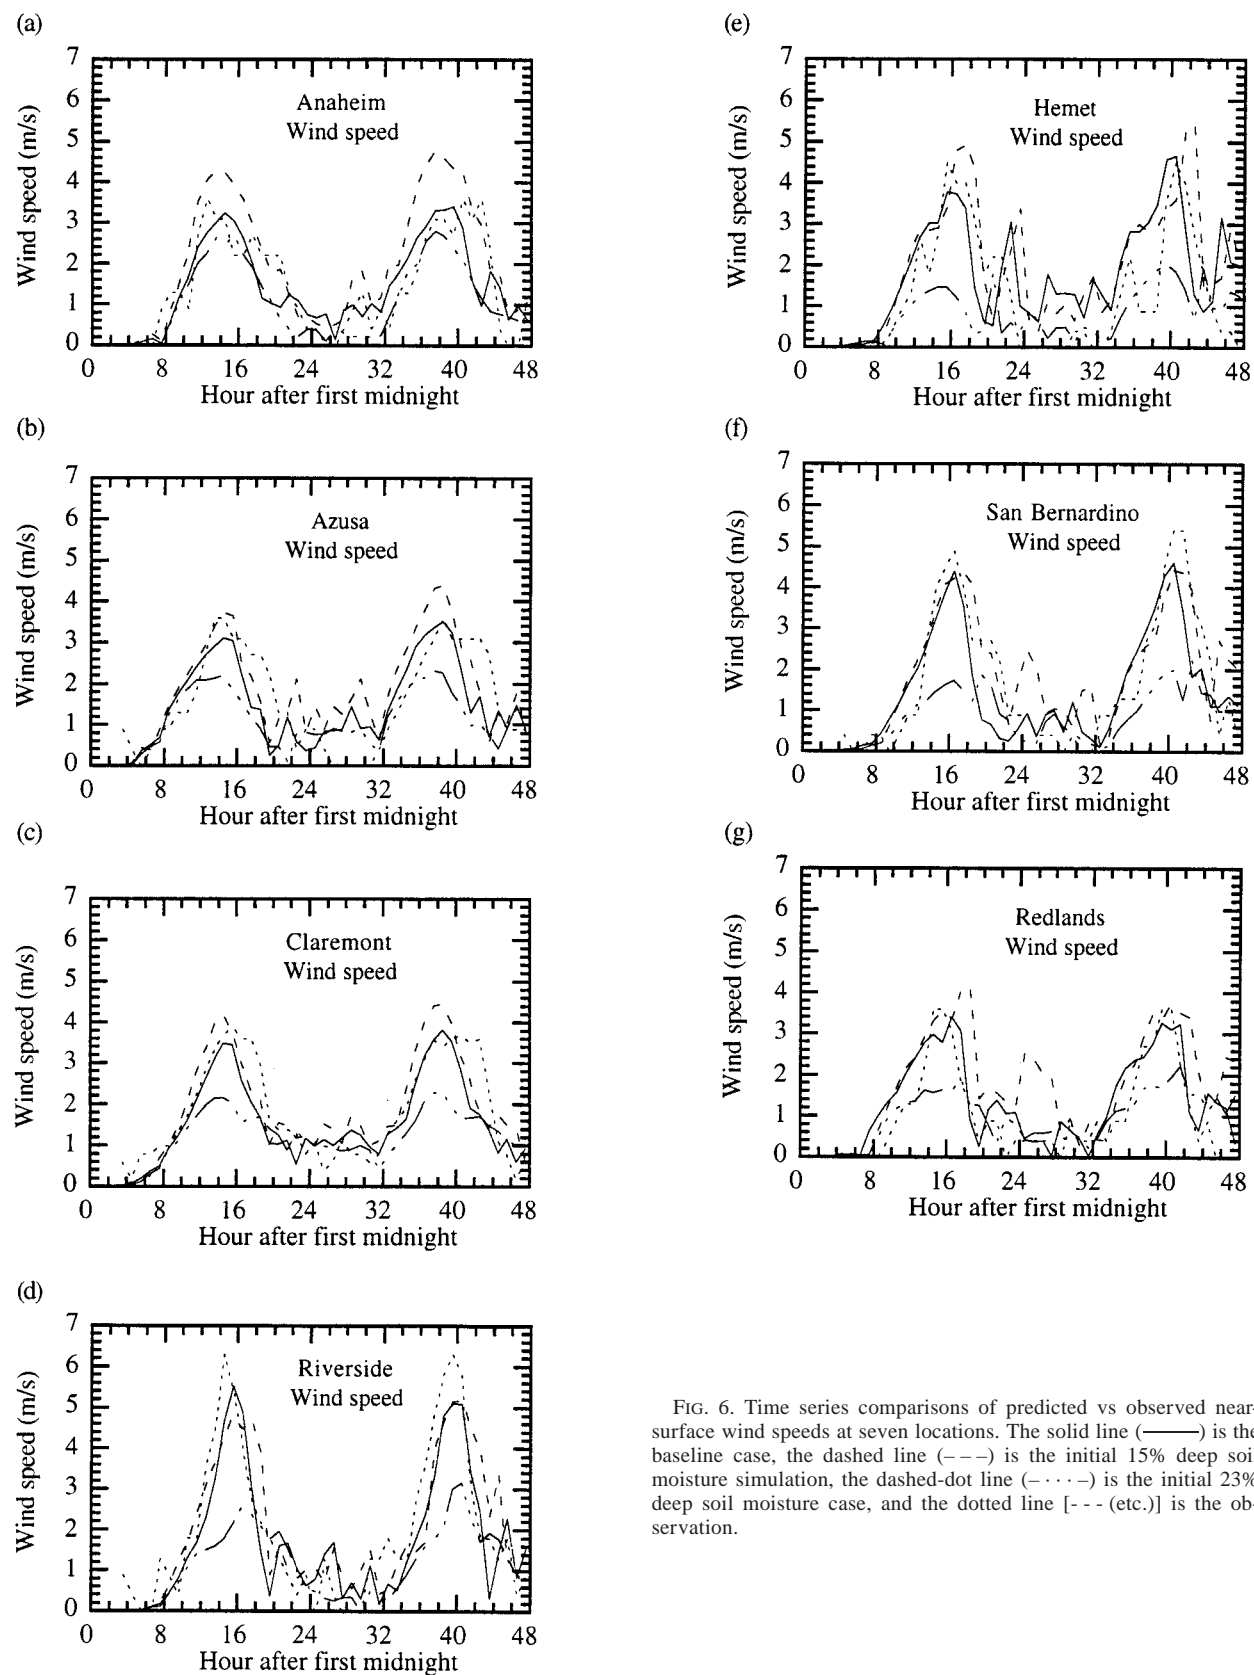 (a)
7
6
5
4
3
2
1
0
Wind speed (m/s)
Anaheim
Wind speed
0 8 16 24 32 40 48
Hour after first midnight
(b)
7
6
5
4
3
2
1
0
Wind speed (m/s)
Azusa
Wind speed
0 8 16 24 32 40 48
Hour after first midnight
(c)
7
6
5
4
3
2
1
0
Wind speed (m/s)
Claremont
Wind speed
0 8 16 24 32 40 48
Hour after first midnight
(d)
7
6
5
4
3
2
1
0
Wind speed (m/s)
Riverside
Wind speed
0 8 16 24 32 40 48
Hour after first midnight
(e)
7
6
5
4
3
2
1
0
Wind speed (m/s)
Hemet
Wind speed
0 8 16 24 32 40 48
Hour after first midnight
(f)
7
6
5
4
3
2
1
0
Wind speed (m/s)
San Bernardino
Wind speed
0 8 16 24 32 40 48
Hour after first midnight
(g)
7
6
5
4
3
2
1
0
Wind speed (m/s)
Redlands
Wind speed
0 8 16 24 32 40 48
Hour after first midnight
FIG. 6. Time series comparisons of predicted vs observed near-
surface wind speeds at seven locations. The solid line (——) is the
baseline case, the dashed line (– – –) is the initial 15% deep soil
moisture simulation, the dashed-dot line (– · · · –) is the initial 23%
deep soil moisture case, and the dotted line [- - - (etc.)] is the ob-
servation.